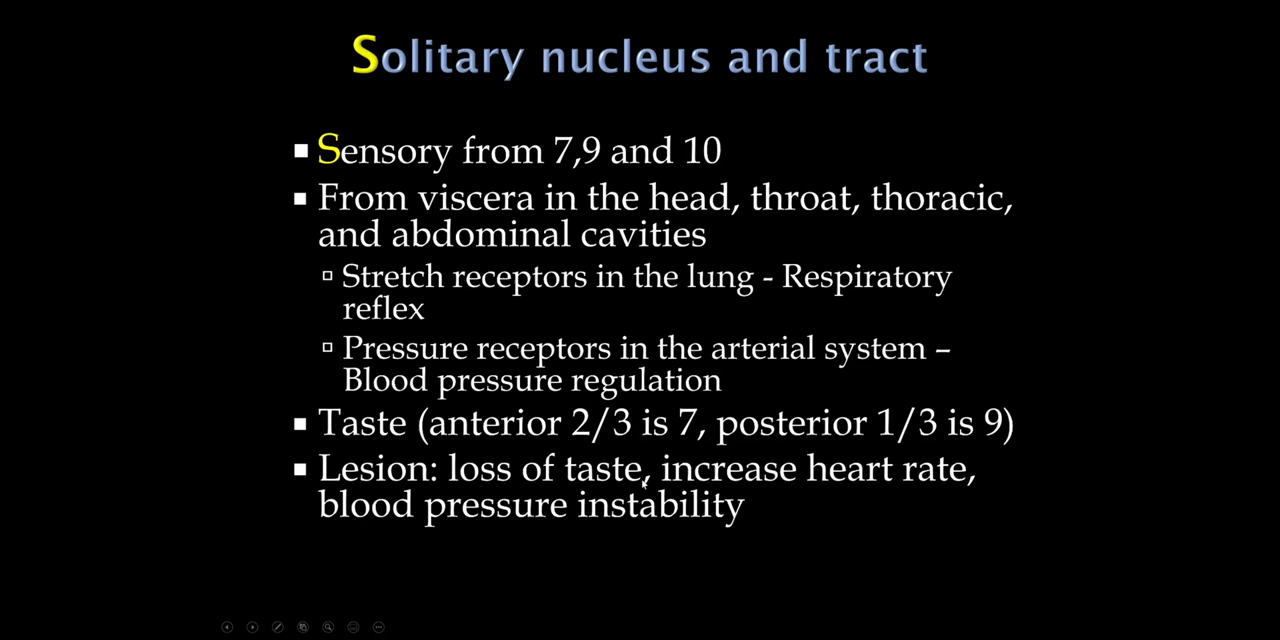 Solitary nucleus and tract
Sensory from 7,9 and 10
From viscera in the head, throat, thoracic,
and abdominal cavities
Stretch receptors in the lung - Respiratory
reflex
Pressure receptors in the arterial system –
Blood pressure regulation
Taste (anterior 2/3 is 7, posterior 1/3 is 9)
Lesion: loss of taste, increase heart rate,
blood pressure instability